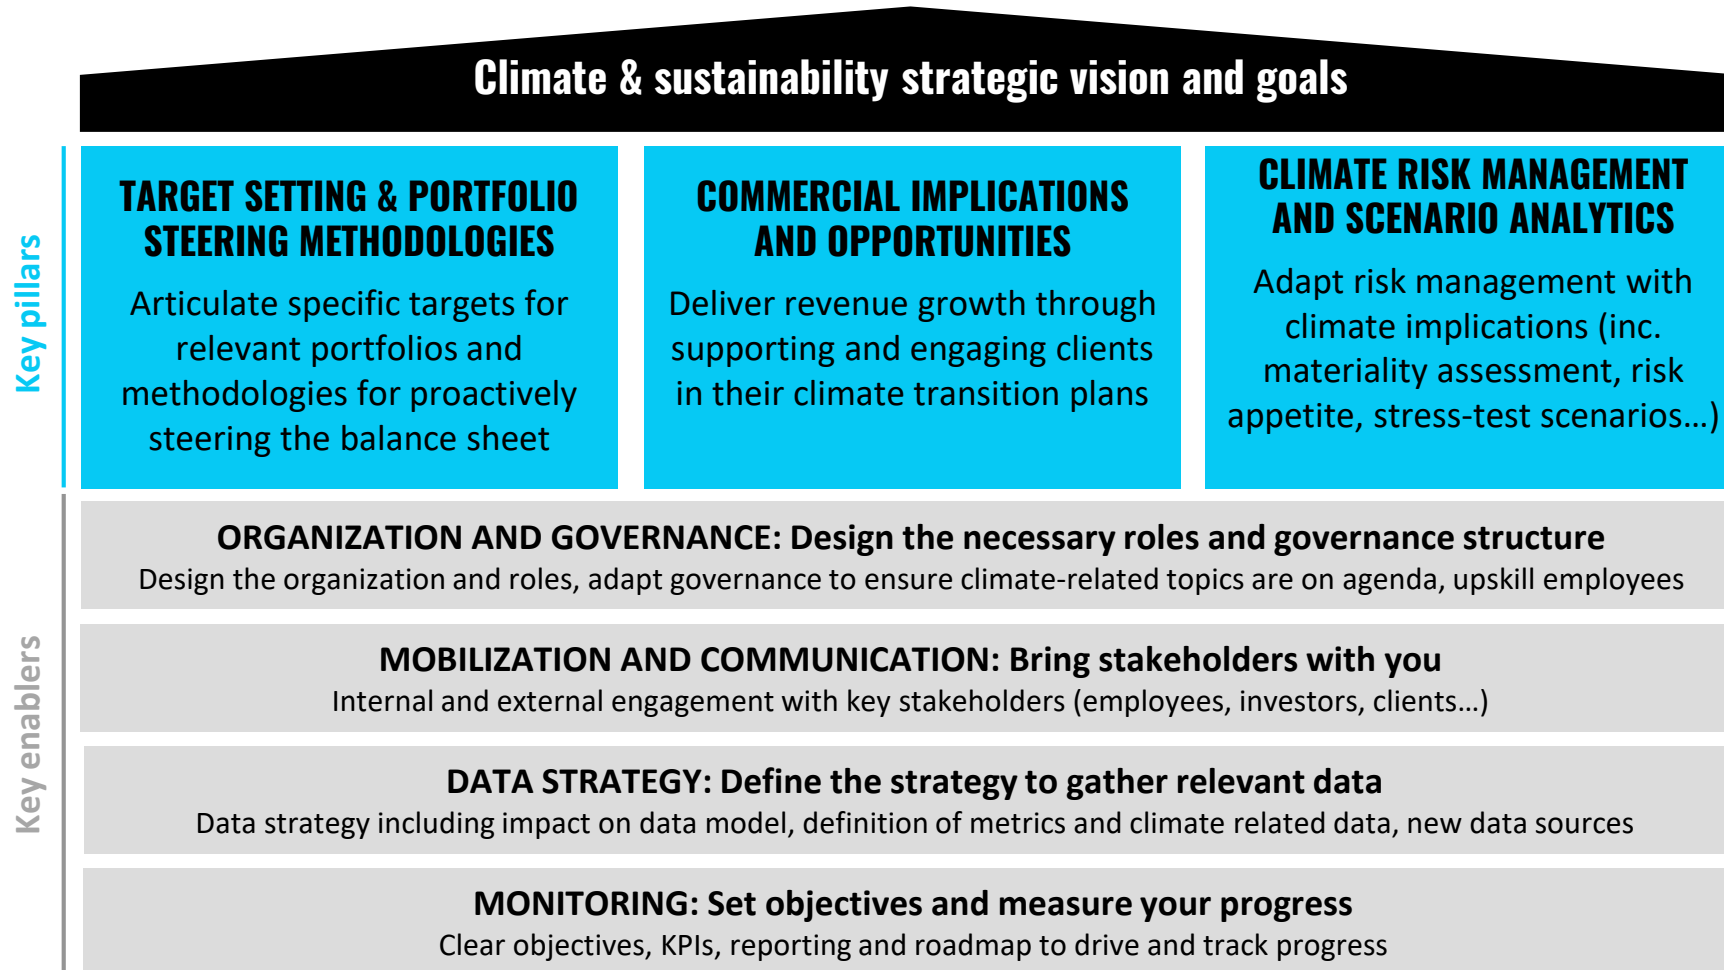 Climate & sustainability strategic vision and goals
Key pillars
TARGET SETTING & PORTFOLIO
STEERING METHODOLOGIES
Articulate specific targets for
relevant portfolios and
methodologies for proactively
steering the balance sheet
COMMERCIAL IMPLICATIONS
AND OPPORTUNITIES
Deliver revenue growth through
supporting and engaging clients
in their climate transition plans
CLIMATE RISK MANAGEMENT
AND SCENARIO ANALYTICS
Adapt risk management with
climate implications (inc.
materiality assessment, risk
appetite, stress-test scenarios...)
Key enablers
ORGANIZATION AND GOVERNANCE: Design the necessary roles and governance structure
Design the organization and roles, adapt governance to ensure climate-related topics are on agenda, upskill employees
MOBILIZATION AND COMMUNICATION: Bring stakeholders with you
Internal and external engagement with key stakeholders (employees, investors, clients...)
DATA STRATEGY: Define the strategy to gather relevant data
Data strategy including impact on data model, definition of metrics and climate related data, new data sources
MONITORING: Set objectives and measure your progress
Clear objectives, KPIs, reporting and roadmap to drive and track progress